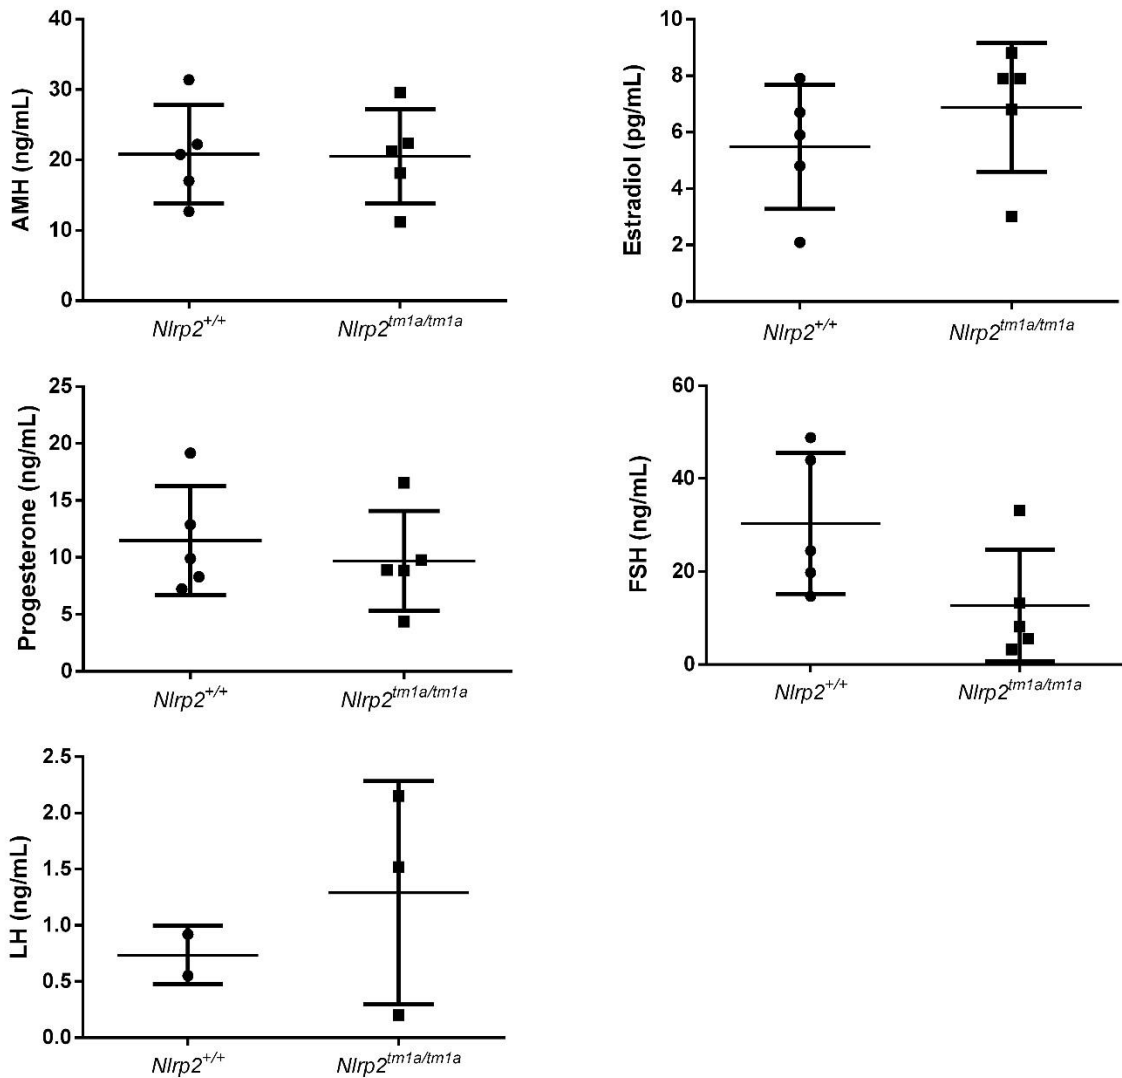 AMH (ng/mL)
40
30
20
10
0
Nlrp2+/+
Nlrp2tm1a/tm1a
Estradiol (pg/mL)
10
8
6
4
2
0
Nlrp2+/+
Nlrp2tm1a/tm1a
Progesterone (ng/mL)
25
20
15
10
5
0
Nlrp2+/+
Nlrp2tm1a/tm1a
FSH (ng/mL)
60
40
20
0
Nlrp2+/+
Nlrp2tm1a/tm1a
LH (ng/mL)
2.5
2.0
1.5
1.0
0.5
0.0
Nlrp2+/+
Nlrp2tm1a/tm1a